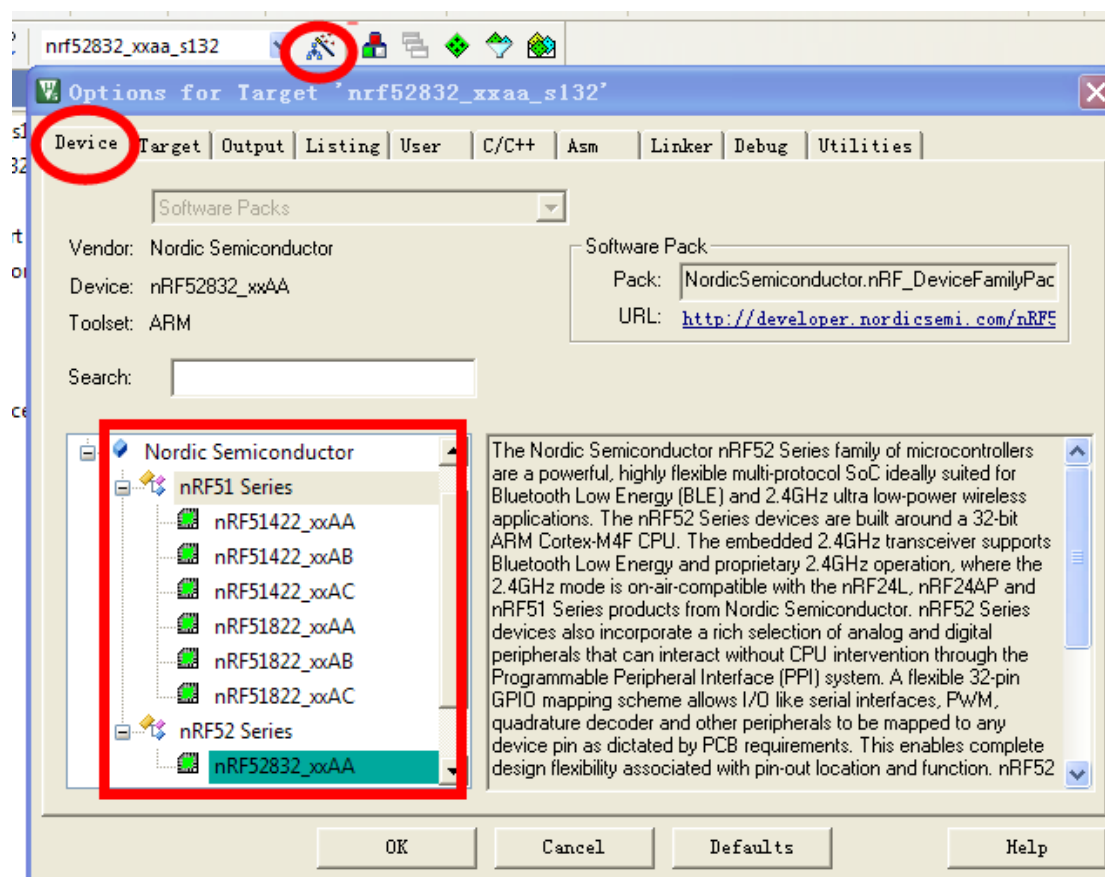 nrf52832_xxaa_s132
Options for Target 'nrf52832_xxaa_s132'
Device Target Output Listing User C/C++ Asm Linker Debug Utilities
Software Packs
Vendor: Nordic Semiconductor
Device: nRF52832_xxAA
Toolset: ARM
Software Pack
Pack: NordicSemiconductor.nRF_DeviceFamilyPac
URL: http://developer.nordicsemi.com/nRF5
Search:
Nordic Semiconductor
nRF51 Series
nRF51422_xxAA
nRF51422_xxAB
nRF51422_xxAC
nRF51822_xxAA
nRF51822_xxAB
nRF51822_xxAC
nRF52 Series
nRF52832_xxAA
The Nordic Semiconductor nRF52 Series family of microcontrollers
are a powerful, highly flexible multi-protocol SoC ideally suited for
Bluetooth Low Energy (BLE) and 2.4GHz ultra low-power wireless
applications. The nRF52 Series devices are built around a 32-bit
ARM Cortex-M4F CPU. The embedded 2.4GHz transceiver supports
Bluetooth Low Energy and proprietary 2.4GHz operation, where the
2.4GHz mode is on-air-compatible with the nRF24L, nRF24AP and
nRF51 Series products from Nordic Semiconductor. nRF52 Series
devices also incorporate a rich selection of analog and digital
peripherals that can interact without CPU intervention through the
Programmable Peripheral Interface (PPI) system. A flexible 32-pin
GPIO mapping scheme allows I/O like serial interfaces, PWM,
quadrature decoder and other peripherals to be mapped to any
device pin as dictated by PCB requirements. This enables complete
design flexibility associated with pin-out location and function. nRF52
OK Cancel Defaults Help